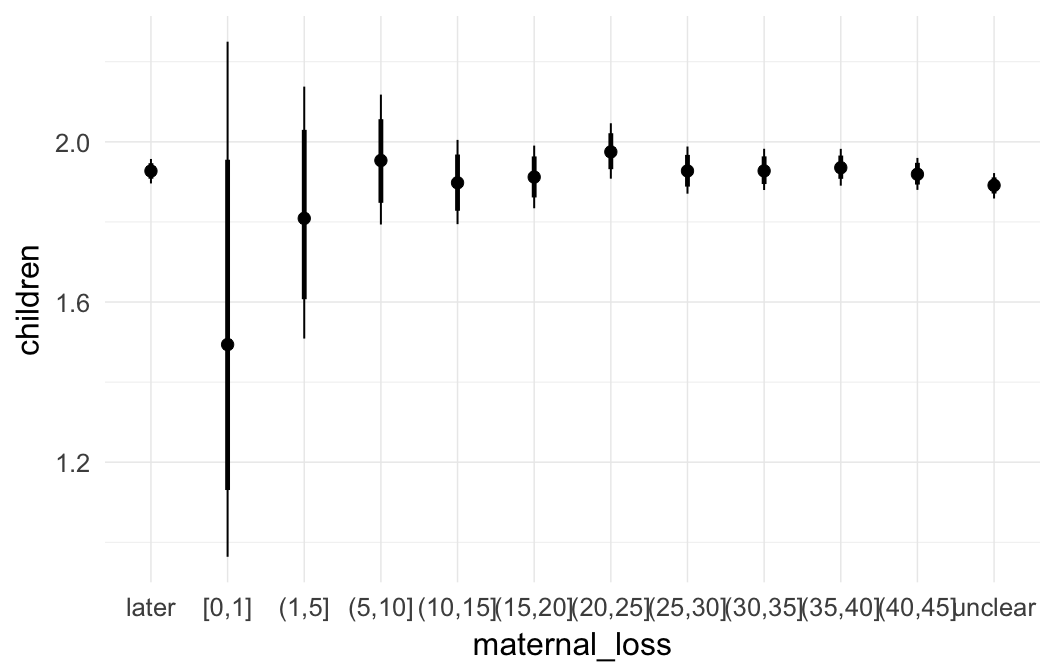 children
2.0
1.6
1.2
later [0,1] (1,5] (5,10] (10,15] (15,20] (20,25] (25,30] (30,35] (35,40] (40,45] unclear
maternal_loss